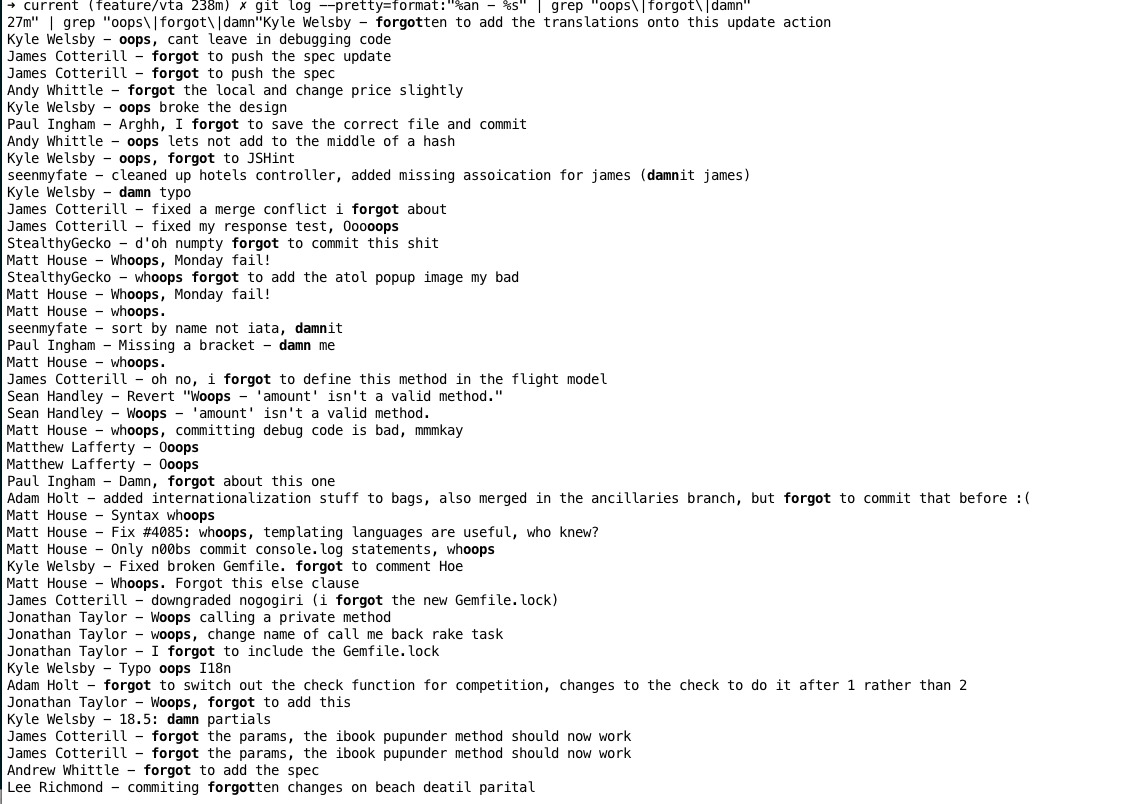 ➜ current (feature/vta 238m) ✗ git log --pretty=format:"%an - %s" | grep "oops\|forgot\|damn"
27m" | grep "oops\|forgot\|damn"Kyle Welsby - forgotten to add the translations onto this update action
Kyle Welsby - oops, cant leave in debugging code
James Cotterill - forgot to push the spec update
James Cotterill - forgot to push the spec
Andy Whittle - forgot the local and change price slightly
Kyle Welsby - oops broke the design
Paul Ingham - Arghh, I forgot to save the correct file and commit
Andy Whittle - oops lets not add to the middle of a hash
Kyle Welsby - oops, forgot to JSHint
seenmyfate - cleaned up hotels controller, added missing assoication for james (damnit james)
Kyle Welsby - damn typo
James Cotterill - fixed a merge conflict i forgot about
James Cotterill - fixed my response test, Ooooops
StealthyGecko - d'oh numpty forgot to commit this shit
Matt House - Whoops, Monday fail!
StealthyGecko - whoops forgot to add the atol popup image my bad
Matt House - Whoops, Monday fail!
Matt House - whoops.
seenmyfate - sort by name not iata, damnit
Paul Ingham - Missing a bracket - damn me
Matt House - whoops.
James Cotterill - oh no, i forgot to define this method in the flight model
Sean Handley - Revert "Woops - 'amount' isn't a valid method."
Sean Handley - Woops - 'amount' isn't a valid method.
Matt House - whoops, committing debug code is bad, mmmkay
Matthew Lafferty - Ooops
Matthew Lafferty - Ooops
Paul Ingham - Damn, forgot about this one
Adam Holt - added internationalization stuff to bags, also merged in the ancillaries branch, but forgot to commit that before :(
Matt House - Syntax whoops
Matt House - Fix #4085: whoops, templating languages are useful, who knew?
Matt House - Only n00bs commit console.log statements, whoops
Kyle Welsby - Fixed broken Gemfile. forgot to comment Hoe
Matt House - Whoops. Forgot this else clause
James Cotterill - downgraded nogogiri (i forgot the new Gemfile.lock)
Jonathan Taylor - Woops calling a private method
Jonathan Taylor - woops, change name of call me back rake task
Jonathan Taylor - I forgot to include the Gemfile.lock
Kyle Welsby - Typo oops I18n
Adam Holt - forgot to switch out the check function for competition, changes to the check to do it after 1 rather than 2
Jonathan Taylor - Woops, forgot to add this
Kyle Welsby - 18.5: damn partials
James Cotterill - forgot the params, the ibook pupunder method should now work
James Cotterill - forgot the params, the ibook pupunder method should now work
Andrew Whittle - forgot to add the spec
Lee Richmond - commiting forgotten changes on beach deatil parital